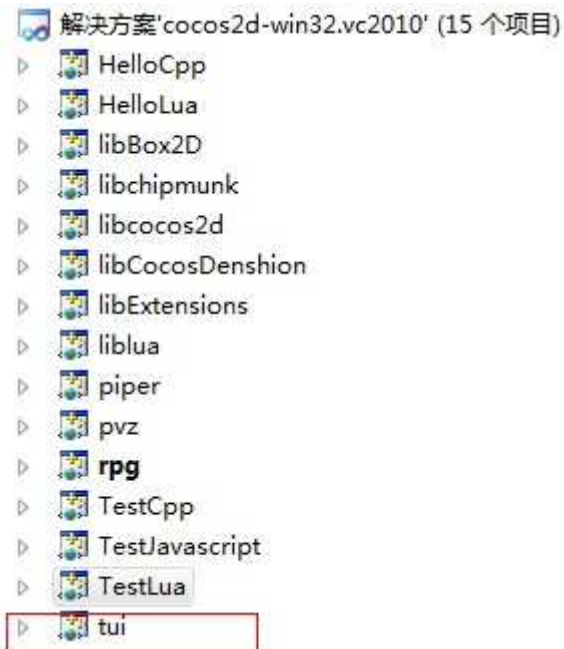 解决方案'cocos2d-win32.vc2010' (15 个项目)
HelloCpp
HelloLua
libBox2D
libchipmunk
libcocos2d
libCocosDenshion
libExtensions
liblua
piper
pvz
rpg
TestCpp
TestJavascript
TestLua
tui